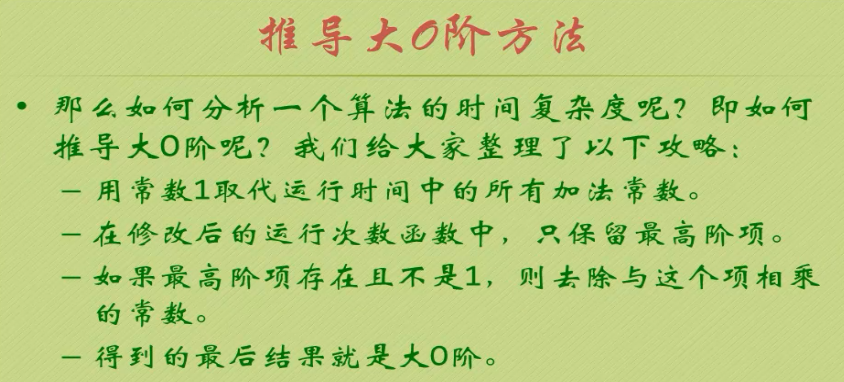 推导大O阶方法
• 那么如何分析一个算法的时间复杂度呢？即如何
推导大O阶呢？我们给大家整理了以下攻略：
– 用常数1取代运行时间中的所有加法常数。
– 在修改后的运行次数函数中，只保留最高阶项。
– 如果最高阶项存在且不是1，则去除与这个项相乘
的常数。
– 得到的最后结果就是大O阶。